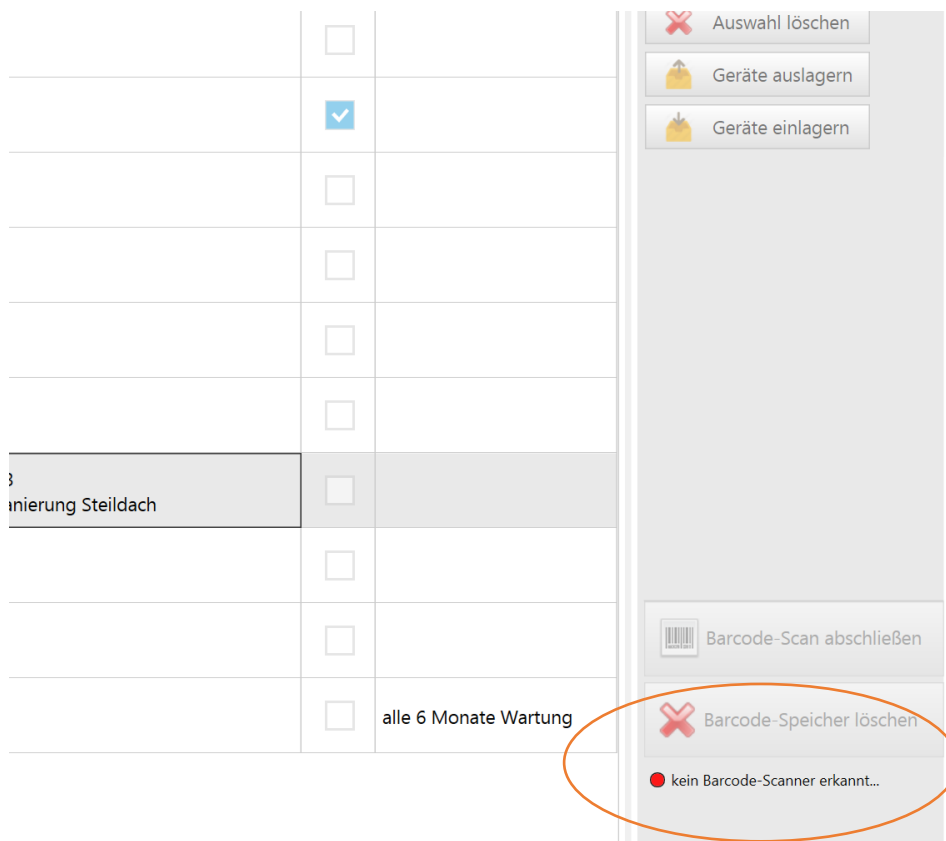 Auswahl löschen
Geräte auslagern
Geräte einlagern
3
anierung Steildach
Barcode-Scan abschließen
alle 6 Monate Wartung
Barcode-Speicher löschen
kein Barcode-Scanner erkannt...